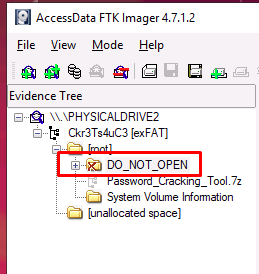 AccessData FTK Imager 4.7.1.2
File View Mode Help
Evidence Tree
\\.\PHYSICALDRIVE2
Ckr3Ts4uC3 [exFAT]
[root]
DO_NOT_OPEN
Password_Cracking_Tool.7z
System Volume Information
[unallocated space]